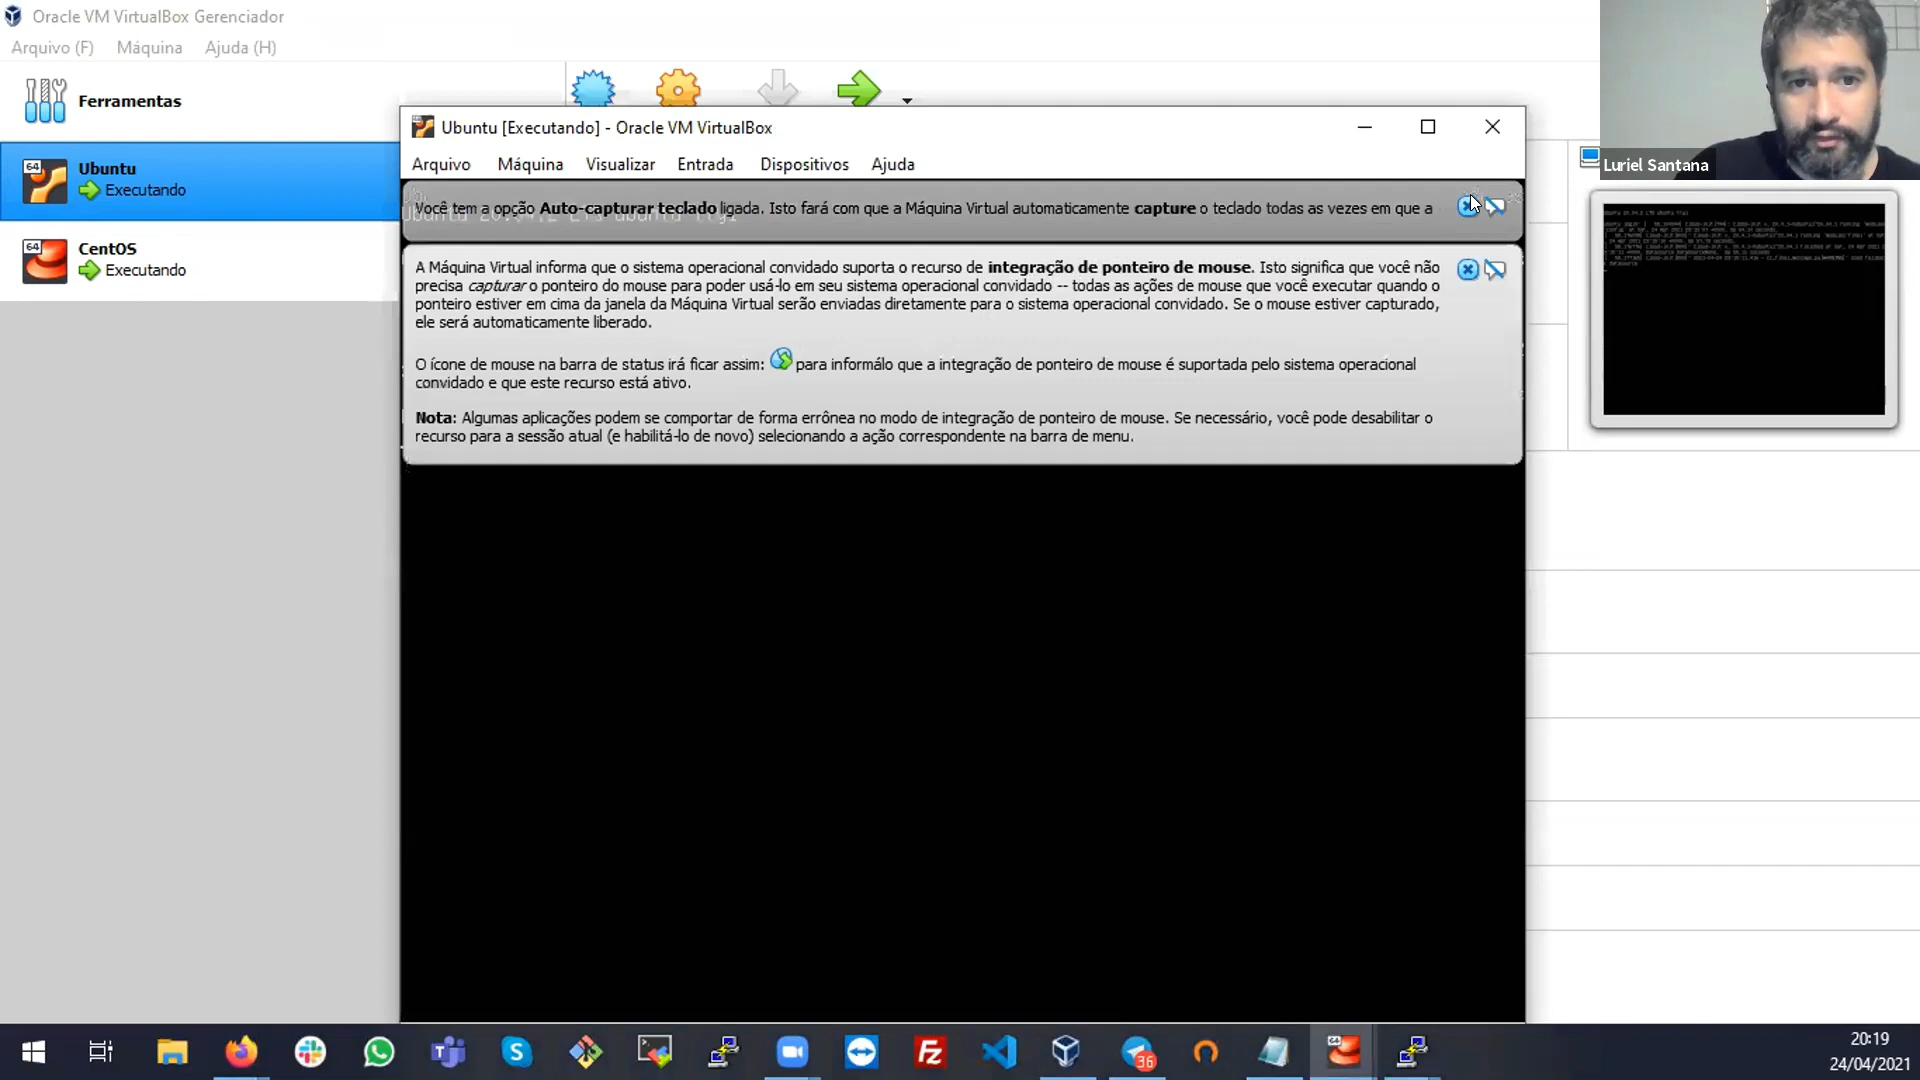 Oracle VM VirtualBox Gerenciador
Arquivo (F) Máquina Ajuda (H)
Ferramentas
64
Ubuntu
Executando
64
CentOS
Executando
Ubuntu [Executando] - Oracle VM VirtualBox
Arquivo Máquina Visualizar Entrada Dispositivos Ajuda
Você tem a opção Auto-capturar teclado ligada. Isto fará com que a Máquina Virtual automaticamente capture o teclado todas as vezes em que a
A Máquina Virtual informa que o sistema operacional convidado suporta o recurso de integração de ponteiro de mouse. Isto significa que você não
precisa capturar o ponteiro do mouse para poder usá-lo em seu sistema operacional convidado -- todas as ações de mouse que você executar quando o
ponteiro estiver em cima da janela da Máquina Virtual serão enviadas diretamente para o sistema operacional convidado. Se o mouse estiver capturado,
ele será automaticamente liberado.
O ícone de mouse na barra de status irá ficar assim: para informálo que a integração de ponteiro de mouse é suportada pelo sistema operacional
convidado e que este recurso está ativo.
Nota: Algumas aplicações podem se comportar de forma errônea no modo de integração de ponteiro de mouse. Se necessário, você pode desabilitar o
recurso para a sessão atual (e habilitá-lo de novo) selecionando a ação correspondente na barra de menu.
Luriel Santana
36
20:19
24/04/2021